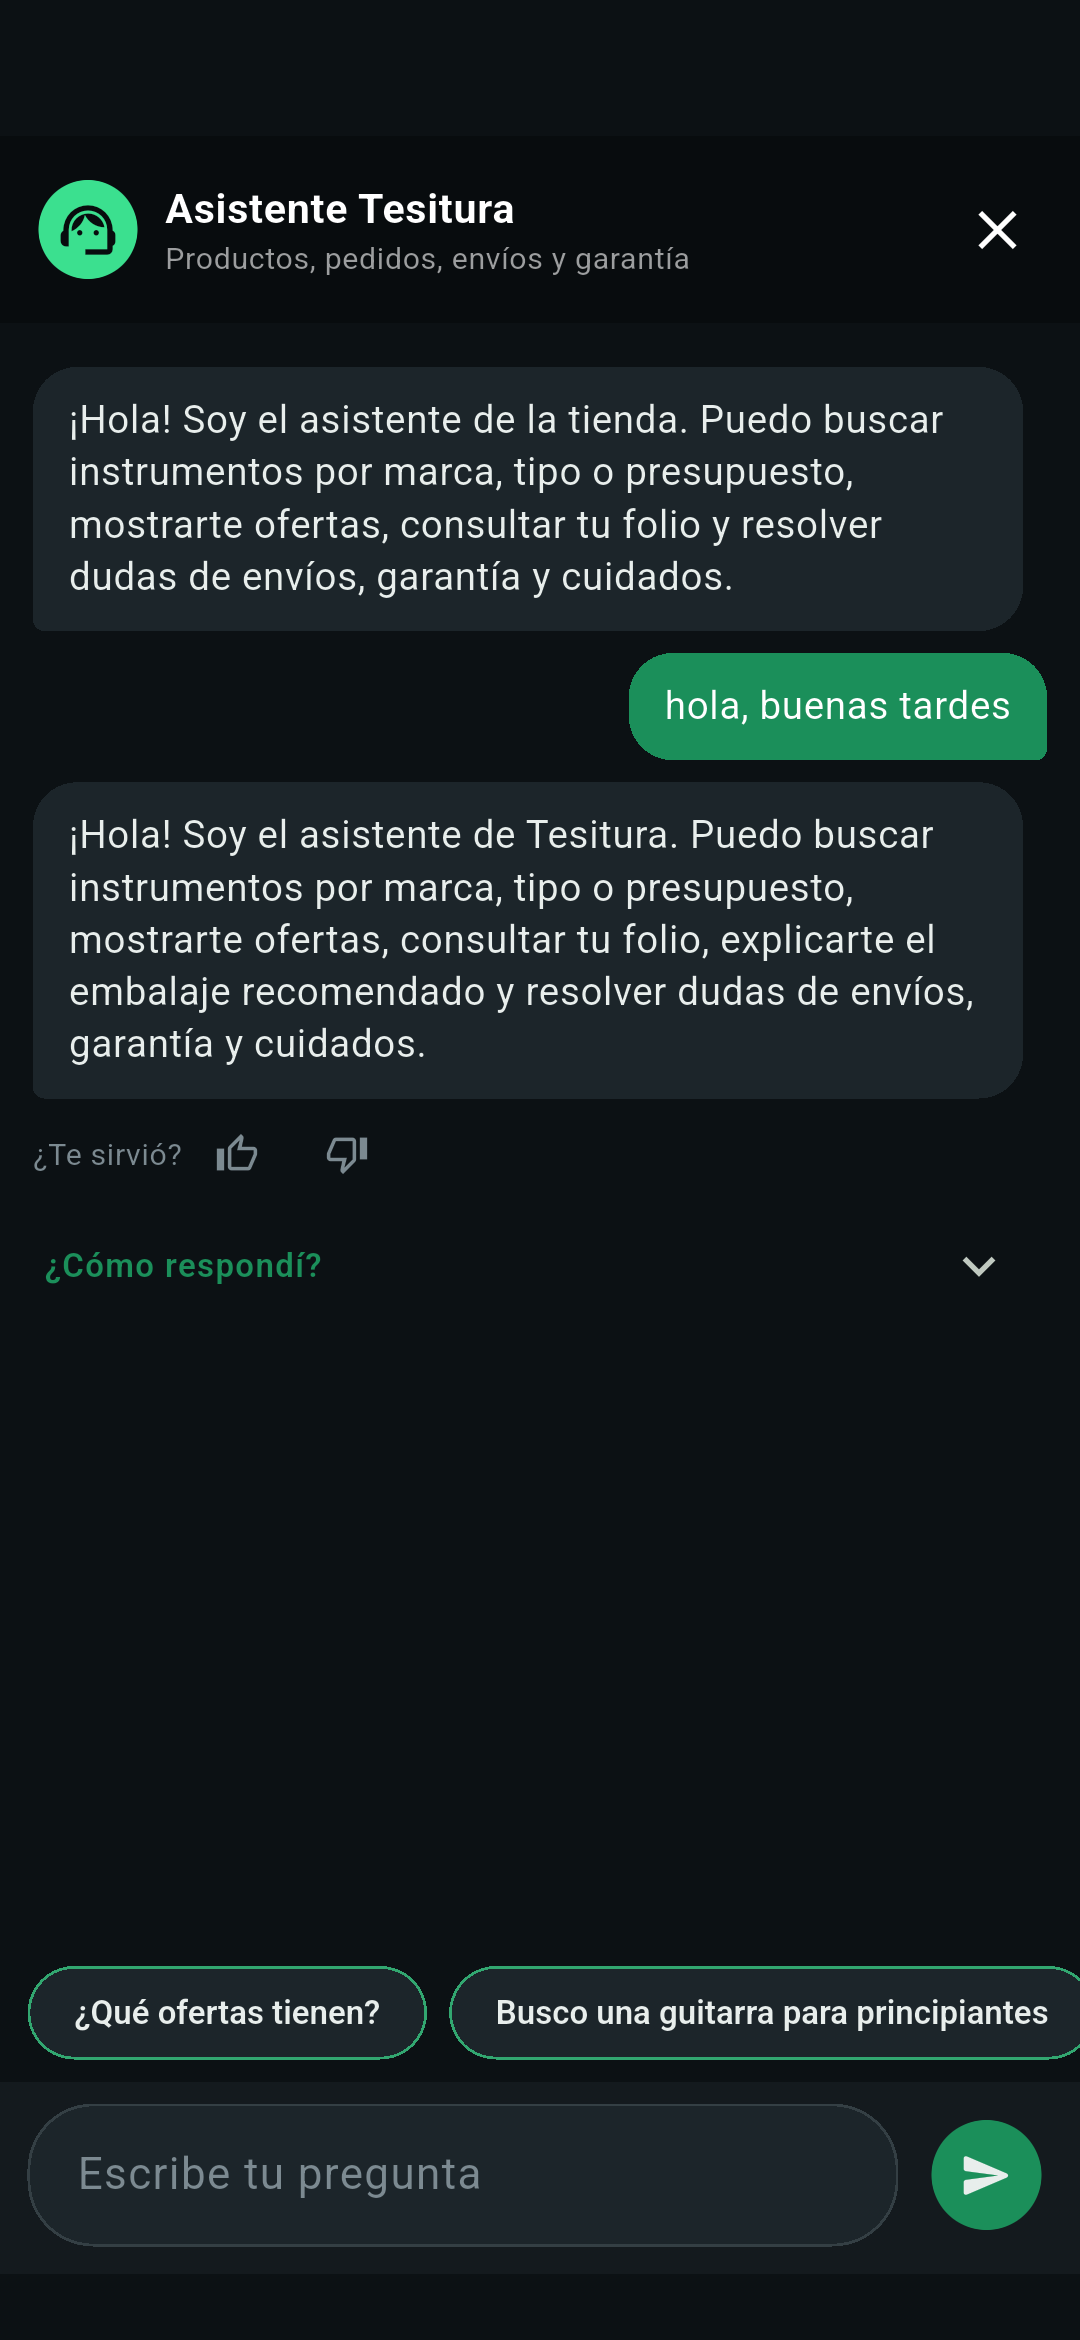 Asistente Tesitura
Productos, pedidos, envíos y garantía
¡Hola! Soy el asistente de la tienda. Puedo buscar
instrumentos por marca, tipo o presupuesto,
mostrarte ofertas, consultar tu folio y resolver
dudas de envíos, garantía y cuidados.
hola, buenas tardes
¡Hola! Soy el asistente de Tesitura. Puedo buscar
instrumentos por marca, tipo o presupuesto,
mostrarte ofertas, consultar tu folio, explicarte el
embalaje recomendado y resolver dudas de envíos,
garantía y cuidados.
¿Te sirvió?
¿Cómo respondí?
¿Qué ofertas tienen?
Busco una guitarra para principiantes
Escribe tu pregunta